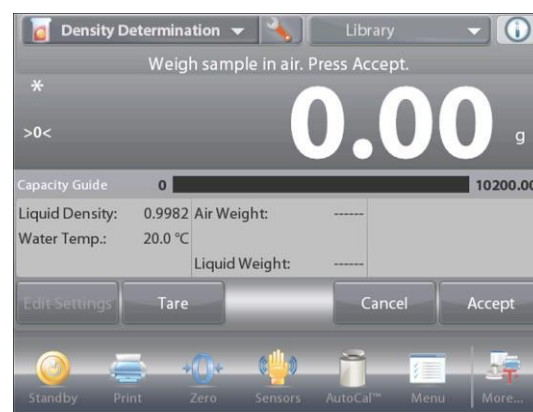 Density Determination Library
Weigh sample in air. Press Accept.
*
>0<
0.00 g
Capacity Guide 0 10200.00
Liquid Density: 0.9982 Air Weight: ------
Water Temp.: 20.0 °C
Liquid Weight: ------
Edit Settings Tare Cancel Accept
Standby Print Zero Sensors AutoCal™ Menu More...